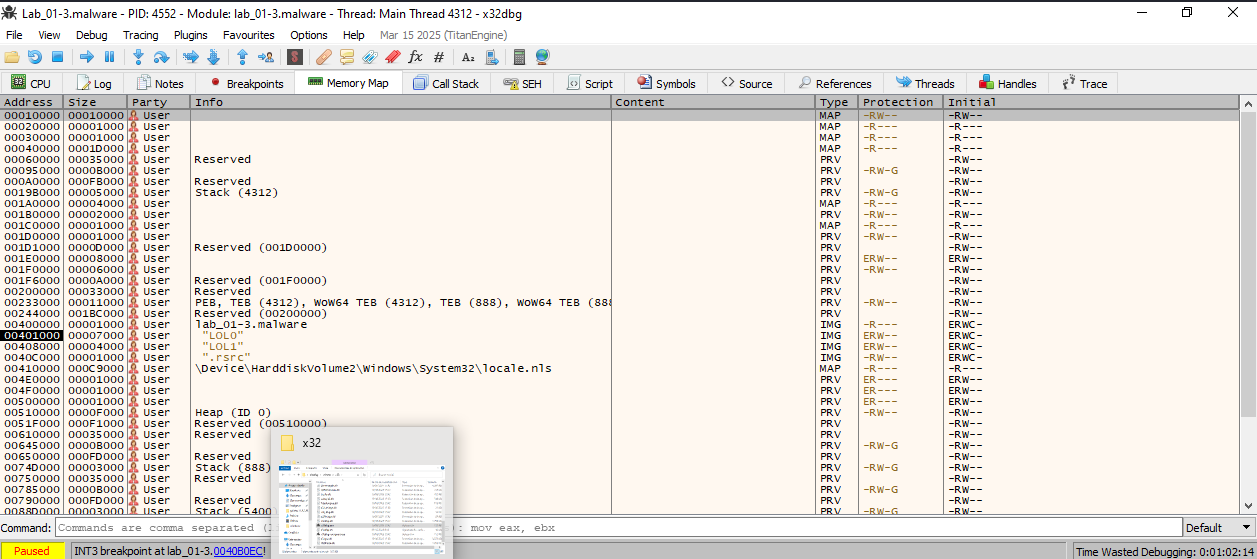 Lab_01-3.malware - PID: 4552 - Module: lab_01-3.malware - Thread: Main Thread 4312 - x32dbg
File View Debug Tracing Plugins Favourites Options Help Mar 15 2025 (TitanEngine)
CPU Log Notes Breakpoints Memory Map Call Stack SEH Script Symbols Source References Threads Handles Trace
Address Size Party Info Content Type Protection Initial
00010000 00010000 User MAP -RW-- -RW--
00020000 00001000 User MAP -R--- -R---
00030000 00001000 User MAP -R--- -R---
00040000 0001D000 User MAP -R--- -R---
00060000 00035000 User Reserved PRV -RW--
00095000 0000B000 User PRV -RW-G -RW--
000A0000 000FB000 User Reserved PRV -RW--
0019B000 00005000 User Stack (4312) PRV -RW-G -RW--
001A0000 00004000 User MAP -R--- -R---
001B0000 00002000 User PRV -RW-- -RW--
001C0000 00001000 User MAP -R--- -R---
001D0000 00001000 User PRV -RW-- -RW--
001D1000 0000D000 User Reserved (001D0000) PRV -RW--
001E0000 00008000 User PRV ERW-- -RW--
001F0000 00006000 User PRV -RW-- -RW--
001F6000 0000A000 User Reserved (001F0000) PRV -RW--
00200000 00033000 User Reserved PRV -RW--
00233000 00011000 User PEB, TEB (4312), WoW64 TEB (4312), TEB (888), WoW64 TEB (888 PRV -RW-- -RW--
00244000 001BC000 User Reserved (00200000) PRV -RW--
00400000 00001000 User lab_01-3.malware IMG -R--- ERWC-
00401000 00007000 User "LOL0" IMG ERW-- ERWC-
00408000 00004000 User "LOL1" IMG ERW-- ERWC-
0040C000 00001000 User ".rsrc" IMG -RW-- ERWC-
00410000 000C9000 User \Device\HarddiskVolume2\Windows\System32\locale.nls MAP -R--- -R---
004E0000 00001000 User PRV ER--- ERW--
004F0000 00001000 User PRV ER--- ERW--
00500000 00001000 User PRV ER--- ERW--
00510000 0000F000 User Heap (ID 0) PRV -RW-- -RW--
0051F000 000F1000 User Reserved (00510000) PRV -RW--
00610000 00035000 User Reserved PRV -RW--
00645000 0000B000 User PRV -RW-G -RW--
00650000 000FD000 User Reserved PRV -RW--
0074D000 00003000 User Stack (888) PRV -RW-G -RW--
00750000 00035000 User Reserved PRV -RW--
00785000 0000B000 User PRV -RW-G -RW--
00790000 000FD000 User Reserved PRV -RW--
0088D000 00003000 User Stack (5400 PRV -RW-G -RW--
x32
Command: Commands are comma separated ( ): mov eax, ebx Default
Paused INT3 breakpoint at lab_01-3.0040B0EC! Time Wasted Debugging: 0:01:02:14